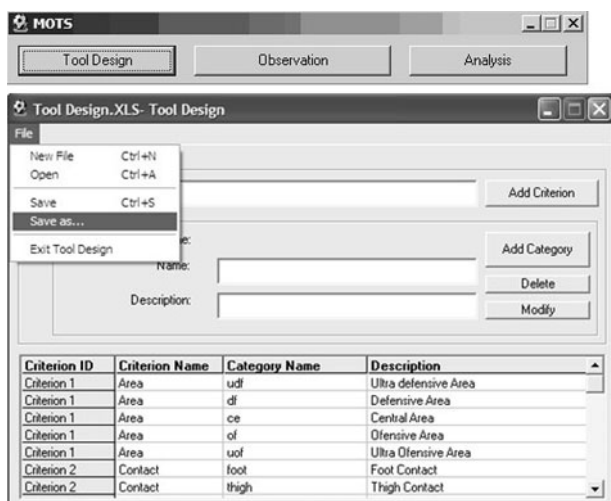 MOTS
Tool Design Observation Analysis
Tool Design.XLS- Tool Design
File
New File Ctrl+N
Open Ctrl+A
Save Ctrl+S
Save as...
Exit Tool Design
Add Criterion
Name:
Description:
Add Category
Delete
Modify
Criterion ID Criterion Name Category Name Description
Criterion 1 Area udf Ultra defensive Area
Criterion 1 Area df Defensive Area
Criterion 1 Area ce Central Area
Criterion 1 Area of Ofensive Area
Criterion 1 Area uof Ultra Ofensive Area
Criterion 2 Contact foot Foot Contact
Criterion 2 Contact thigh Thigh Contact